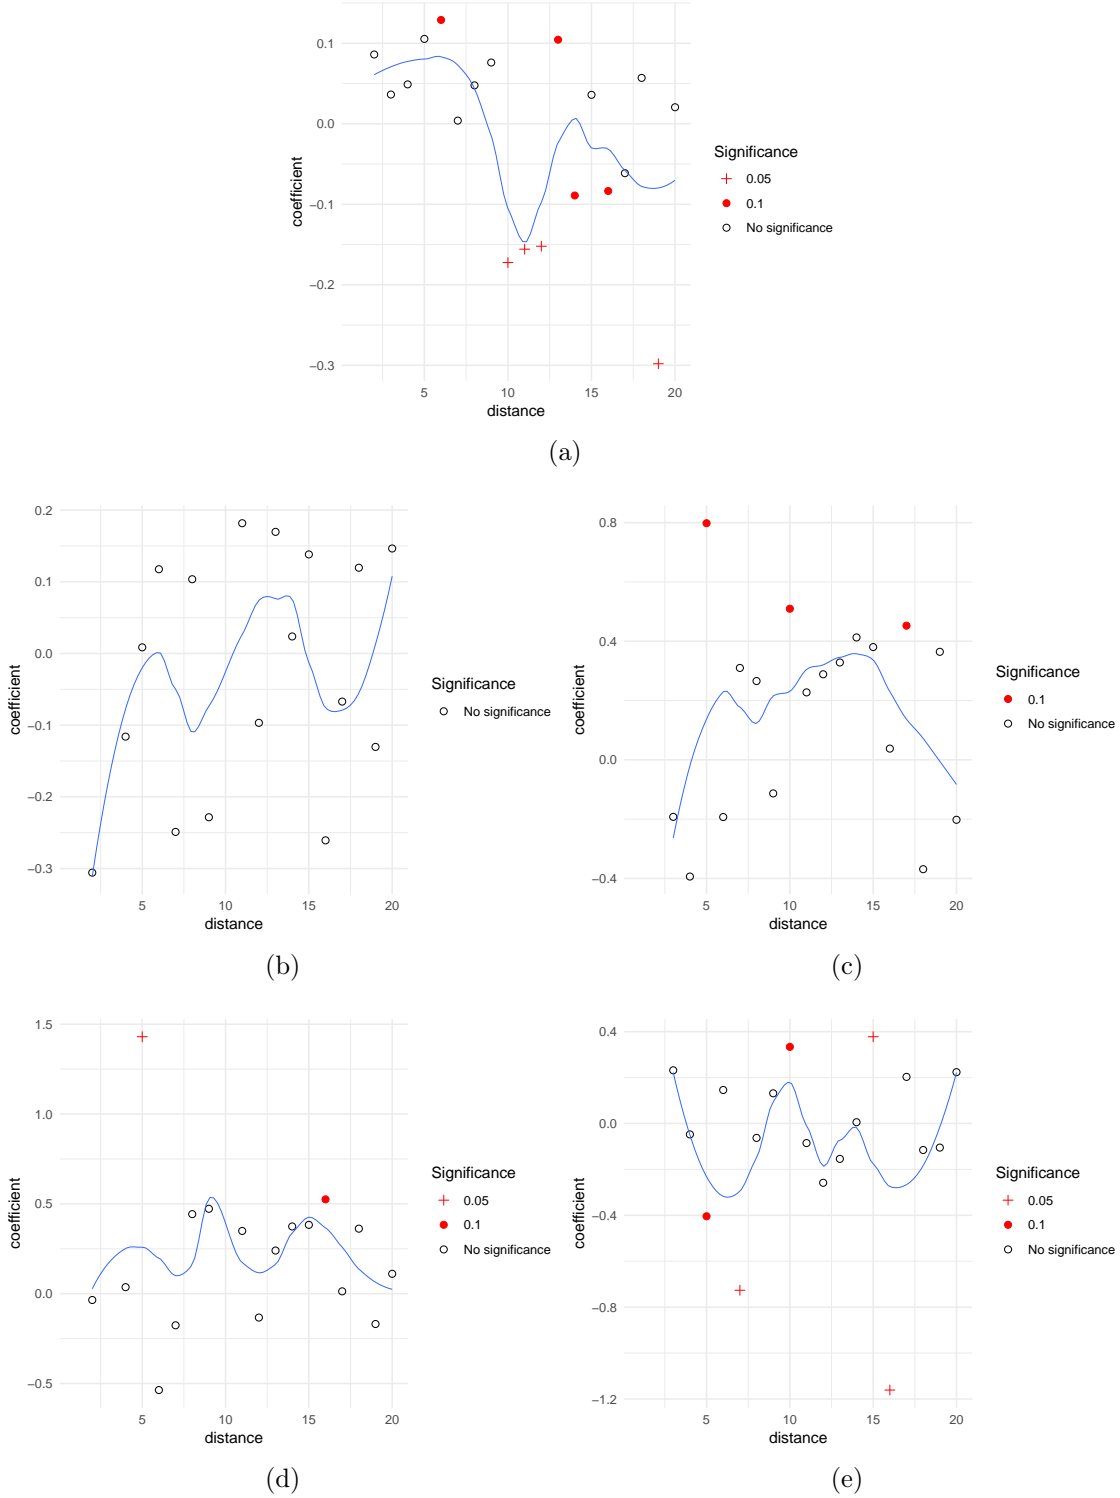 0.1
0.0
−0.1
−0.2
−0.3
coefficient
5 10 15 20
distance
Significance
0.05
0.1
No significance
(a)
0.2
0.1
0.0
−0.1
−0.2
−0.3
coefficient
5 10 15 20
distance
Significance
No significance
(b)
0.8
0.4
0.0
−0.4
coefficient
5 10 15 20
distance
Significance
0.1
No significance
(c)
1.5
1.0
0.5
0.0
−0.5
coefficient
5 10 15 20
distance
Significance
0.05
0.1
No significance
(d)
0.4
0.0
−0.4
−0.8
−1.2
coefficient
5 10 15 20
distance
Significance
0.05
0.1
No significance
(e)